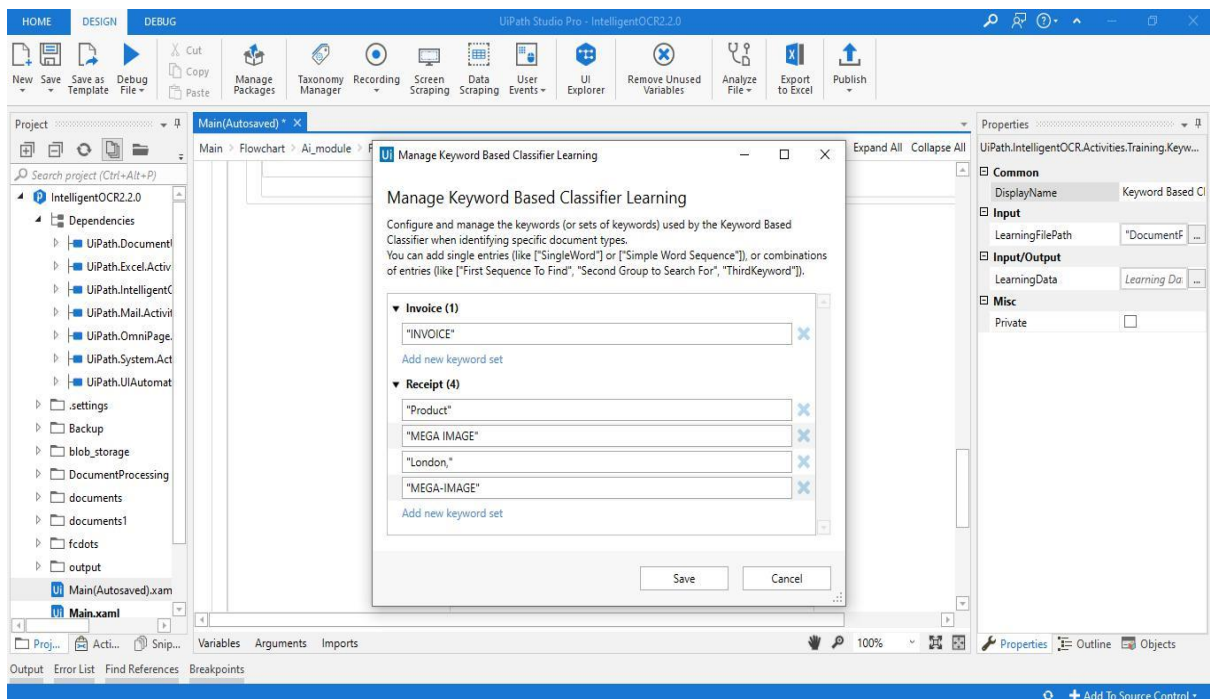 HOME DESIGN DEBUG UiPath Studio Pro - IntelligentOCR2.2.0
New Save Save as Template Debug File Cut Copy Paste Manage Packages Taxonomy Manager Recording Screen Scraping Data Scraping User Events UI Explorer Remove Unused Variables Analyze File Export to Excel Publish
Project
Search project (Ctrl+Alt+P)
IntelligentOCR2.2.0
Dependencies
UiPath.Document
UiPath.Excel.Activ
UiPath.Intelligent
UiPath.Mail.Activit
UiPath.OmniPage.
UiPath.System.Act
UiPath.UIAutomat
.settings
Backup
blob_storage
DocumentProcessing
documents
documents1
fcdots
output
Main(Autosaved).xam
Main.xaml
Proj... Acti... Snip...
Main(Autosaved) * X
Main > Flowchart > Ai_module > F
Expand All Collapse All
Ui Manage Keyword Based Classifier Learning
Manage Keyword Based Classifier Learning
Configure and manage the keywords (or sets of keywords) used by the Keyword Based
Classifier when identifying specific document types.
You can add single entries (like ["SingleWord"] or ["Simple Word Sequence"]), or combinations
of entries (like ["First Sequence To Find", "Second Group to Search For", "ThirdKeyword"]).
Invoice (1)
"INVOICE"
Add new keyword set
Receipt (4)
"Product"
"MEGA IMAGE"
"London,"
"MEGA-IMAGE"
Add new keyword set
Save Cancel
Variables Arguments Imports 100%
Properties
UiPath.IntelligentOCR.Activities.Training.Keyw...
Common
DisplayName Keyword Based Cl
Input
LearningFilePath "DocumentF ...
Input/Output
LearningData Learning Da ...
Misc
Private
Properties Outline Objects
Output Error List Find References Breakpoints
Add To Source Control